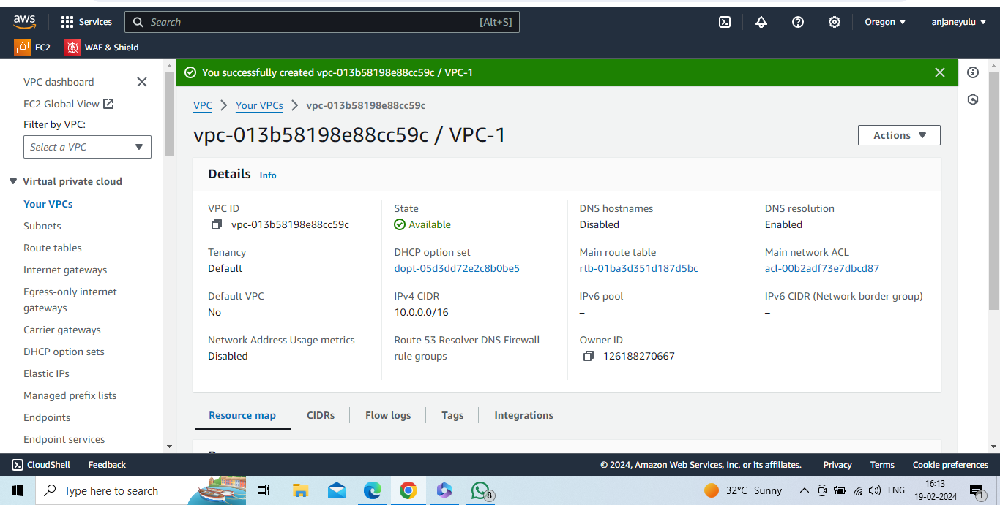 aws
Services
Search
[Alt+S]
Oregon
anjaneyulu
EC2
WAF & Shield
VPC dashboard
EC2 Global View
Filter by VPC:
Select a VPC
Virtual private cloud
Your VPCs
Subnets
Route tables
Internet gateways
Egress-only internet
gateways
Carrier gateways
DHCP option sets
Elastic IPs
Managed prefix lists
Endpoints
Endpoint services
You successfully created vpc-013b58198e88cc59c / VPC-1
VPC
Your VPCs
vpc-013b58198e88cc59c
vpc-013b58198e88cc59c / VPC-1
Actions
Details
Info
VPC ID
vpc-013b58198e88cc59c
State
Available
DNS hostnames
Disabled
DNS resolution
Enabled
Tenancy
Default
DHCP option set
dopt-05d3dd72e2c8b0be5
Main route table
rtb-01ba3d351d187d5bc
Main network ACL
acl-00b2adf73e7dbcd87
Default VPC
No
IPv4 CIDR
10.0.0.0/16
IPv6 pool
–
IPv6 CIDR (Network border group)
–
Network Address Usage metrics
Disabled
Route 53 Resolver DNS Firewall
rule groups
–
Owner ID
126188270667
Resource map
CIDRs
Flow logs
Tags
Integrations
CloudShell
Feedback
© 2024, Amazon Web Services, Inc. or its affiliates.
Privacy
Terms
Cookie preferences
Type here to search
8
32°C Sunny
ENG
16:13
19-02-2024
1